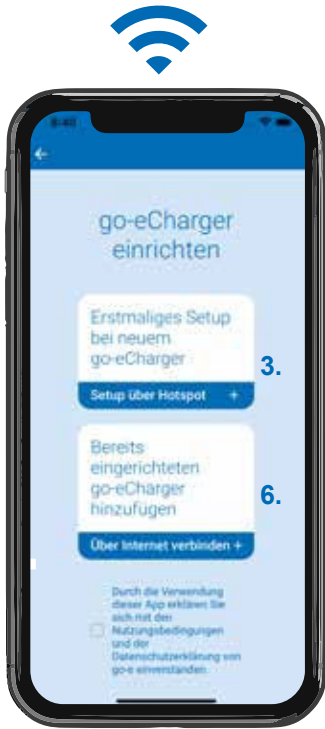 8:40
go-eCharger
einrichten
Erstmaliges Setup
bei neuem
go-eCharger
3.
Setup über Hotspot +
Bereits
eingerichteten
go-eCharger
hinzufügen
6.
Über Internet verbinden +
Durch die Verwendung
dieser App erklären Sie
sich mit den
Nutzungsbedingungen
und der
Datenschutzerklärung von
go-e einverstanden.